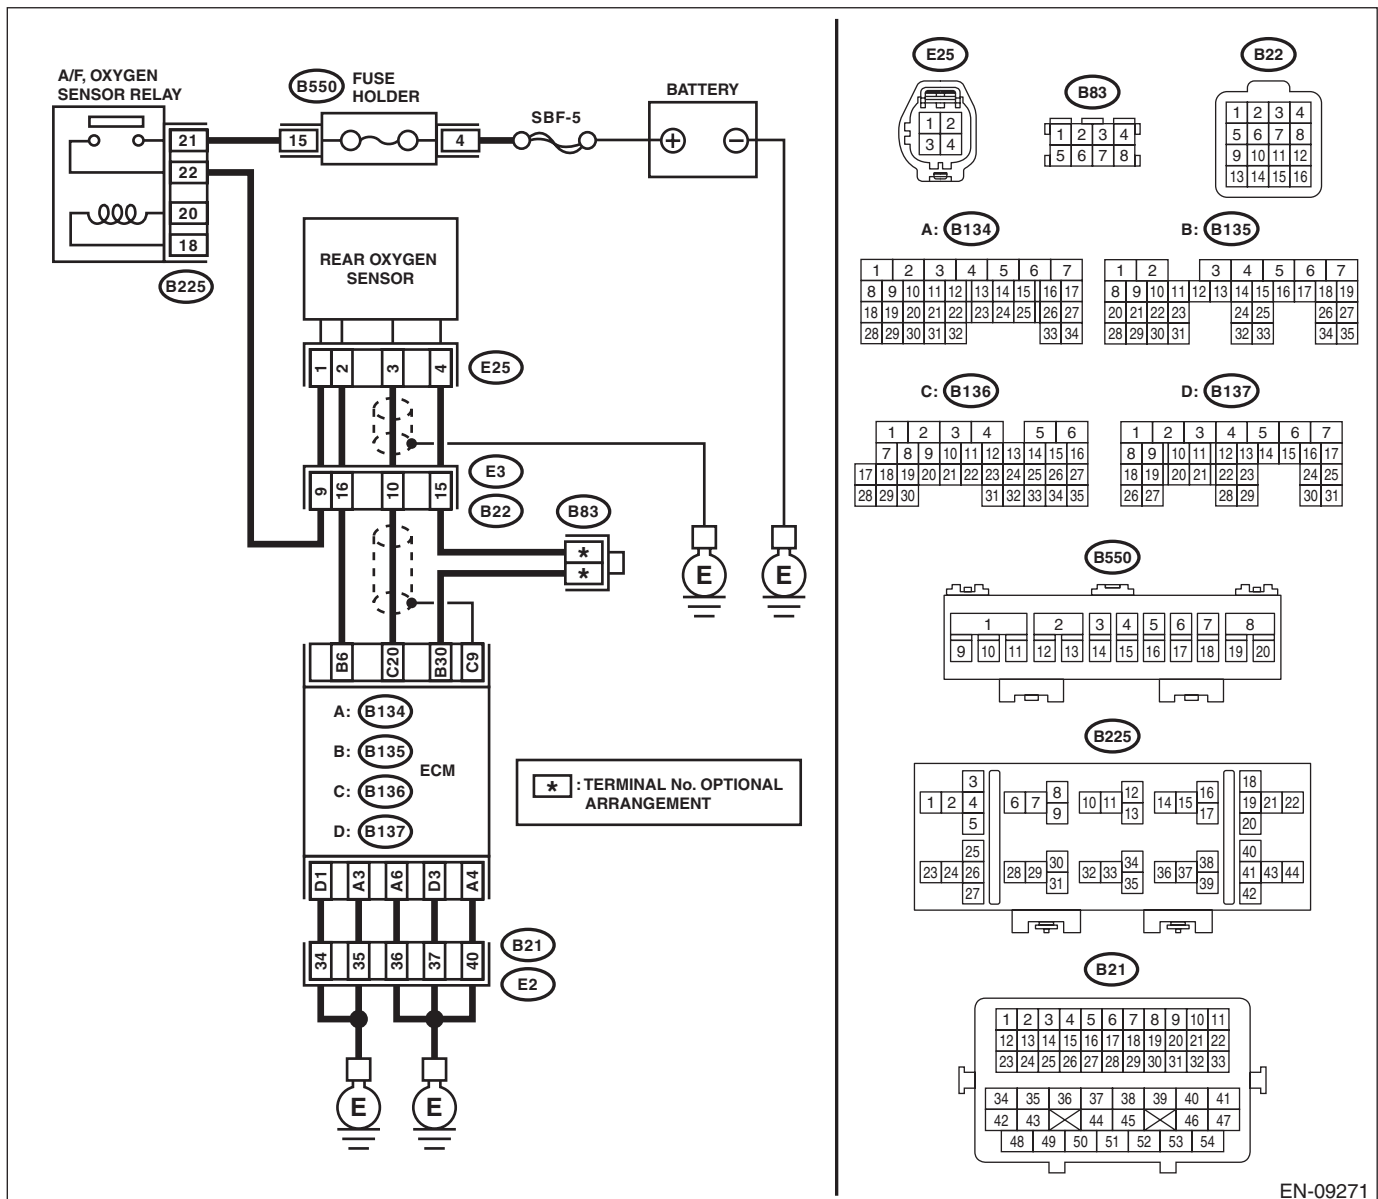 A/F, OXYGEN
SENSOR RELAY
B550
FUSE
HOLDER
SBF-5
BATTERY
21
15
4
+
−
22
20
18
B225
REAR OXYGEN
SENSOR
1 2 3 4
E25
9 16 10 15
E3
B22
B83
*
*
E
E
B6 C20 B30 C9
A: B134
B: B135
C: B136
D: B137
ECM
* : TERMINAL No. OPTIONAL
ARRANGEMENT
D1 A3 A6 D3 A4
34 35 36 37 40
B21
E2
E
E
E25
1 2
3 4
B83
1 2 3 4
5 6 7 8
B22
1 2 3 4
5 6 7 8
9 10 11 12
13 14 15 16
A: B134
1 2 3 4 5 6 7
8 9 10 11 12 13 14 15 16 17
18 19 20 21 22 23 24 25 26 27
28 29 30 31 32 33 34
B: B135
1 2 3 4 5 6 7
8 9 10 11 12 13 14 15 16 17 18 19
20 21 22 23 24 25 26 27
28 29 30 31 32 33 34 35
C: B136
1 2 3 4 5 6
7 8 9 10 11 12 13 14 15 16
17 18 19 20 21 22 23 24 25 26 27
28 29 30 31 32 33 34 35
D: B137
1 2 3 4 5 6 7
8 9 10 11 12 13 14 15 16 17
18 19 20 21 22 23 24 25
26 27 28 29 30 31
B550
1 2 3 4 5 6 7 8
9 10 11 12 13 14 15 16 17 18 19 20
B225
3 8 12 16 18
1 2 4 6 7 10 11 14 15 19 21 22
5 9 13 17 20
25 30 34 38 40
23 24 26 28 29 32 33 36 37 41 43 44
27 31 35 39 42
B21
1 2 3 4 5 6 7 8 9 10 11
12 13 14 15 16 17 18 19 20 21 22
23 24 25 26 27 28 29 30 31 32 33
34 35 36 37 38 39 40 41
42 43 44 45 46 47
48 49 50 51 52 53 54
EN-09271